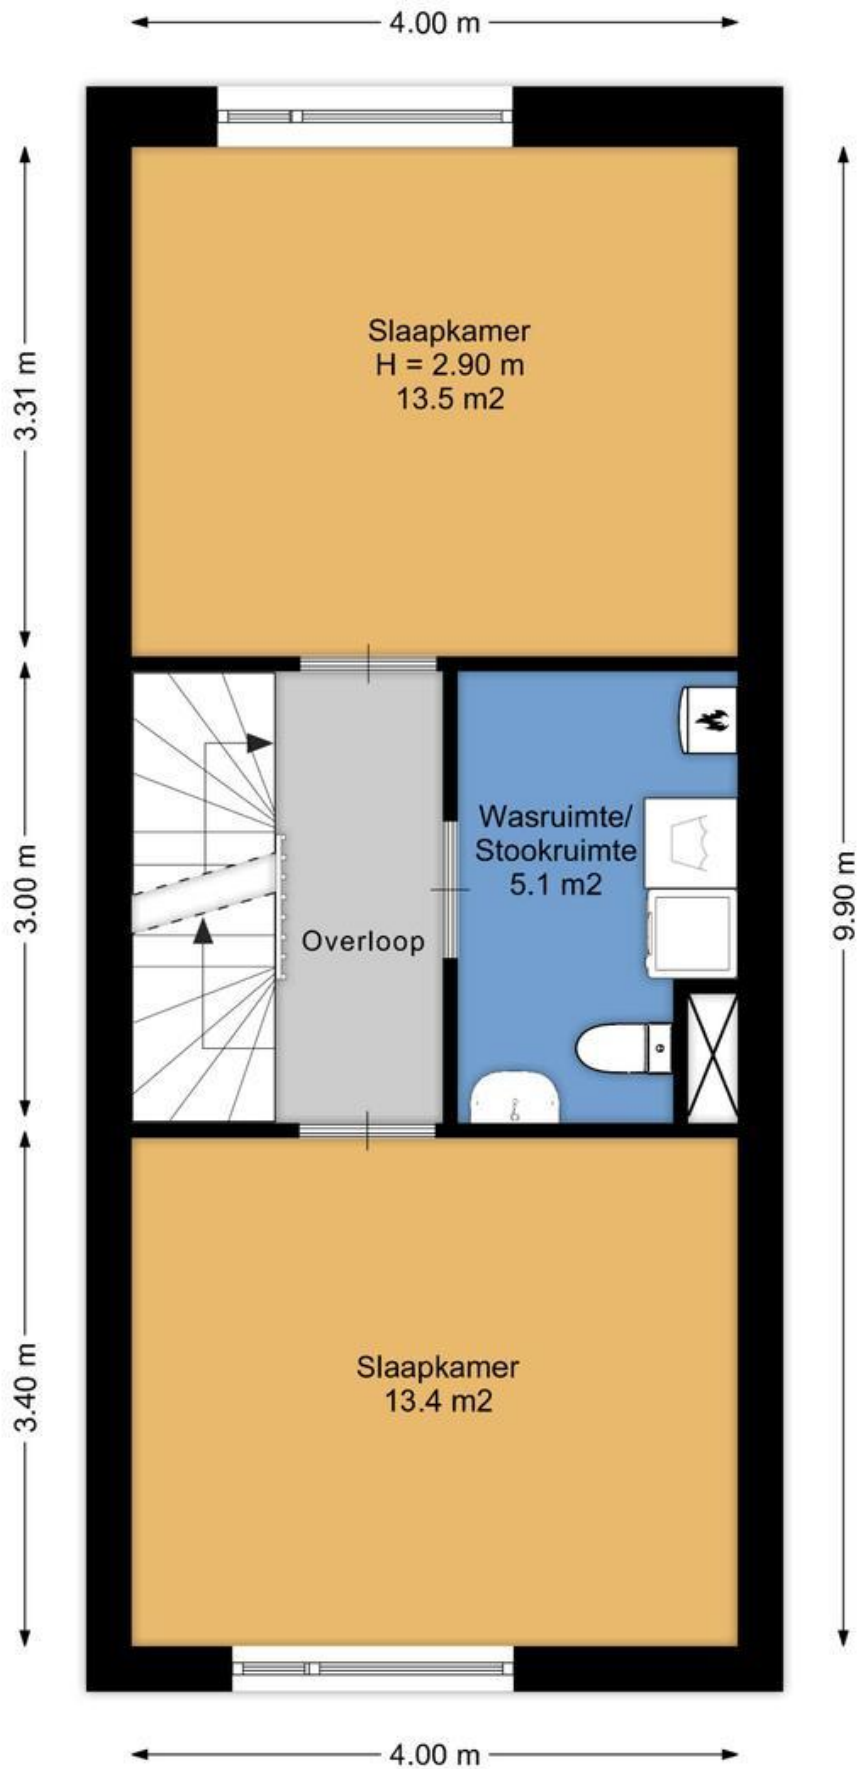 4.00 m
3.31 m
Slaapkamer
H = 2.90 m
13.5 m2
3.00 m
Wasruimte/
Stookruimte
5.1 m2
Overloop
9.90 m
3.40 m
Slaapkamer
13.4 m2
4.00 m